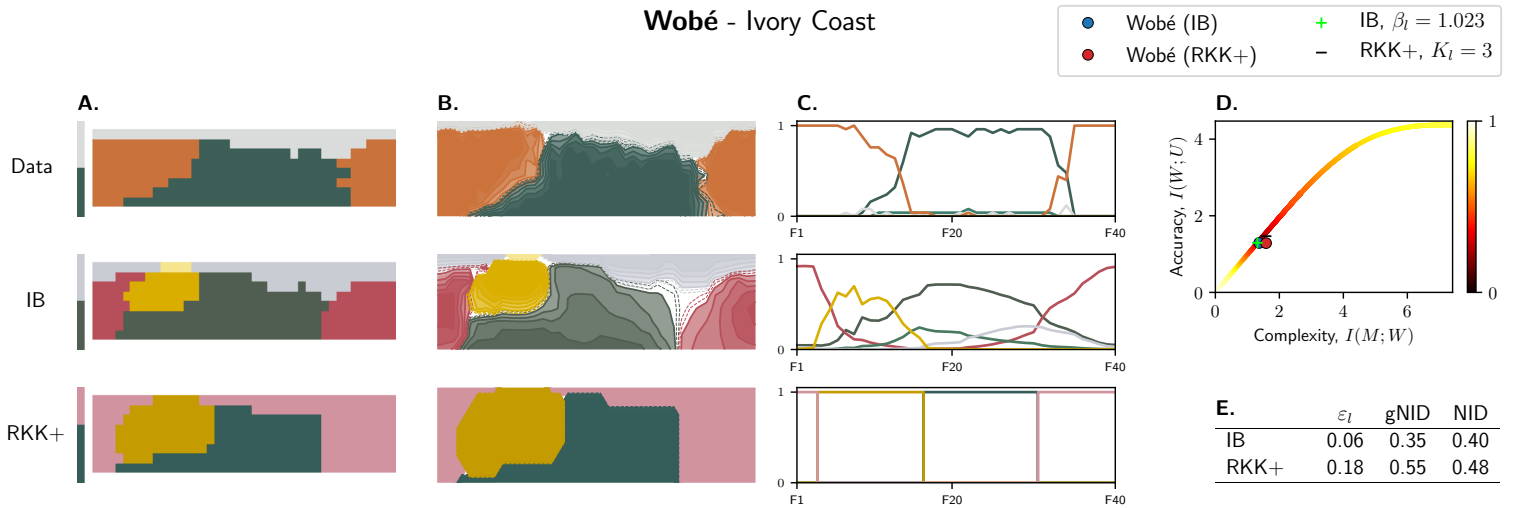 Wobé - Ivory Coast
Wobé (IB)
Wobé (RKK+)
IB, βl = 1.023
RKK+, Kl = 3
A.
B.
C.
D.
Data
IB
RKK+
1
0
F1
F20
F40
1
0
F1
F20
F40
1
0
F1
F20
F40
Accuracy, I(W; U)
4
2
0
0
2
4
6
Complexity, I(M; W)
1
0
E.
εl gNID NID
IB 0.06 0.35 0.40
RKK+ 0.18 0.55 0.48